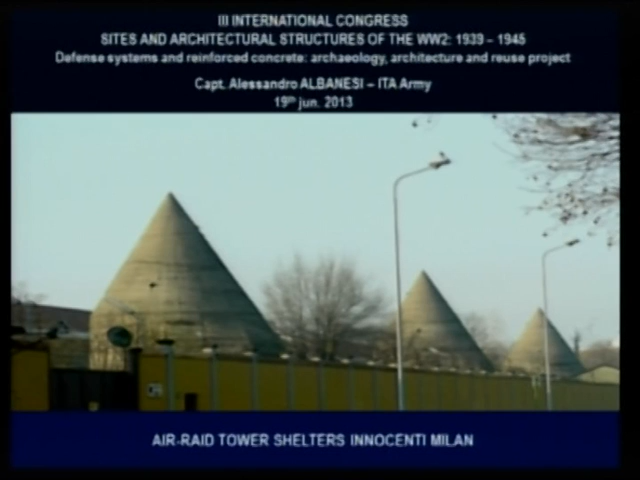 III INTERNATIONAL CONGRESS
SITES AND ARCHITECTURAL STRUCTURES OF THE WW2: 1939 – 1945
Defense systems and reinforced concrete: archaeology, architecture and reuse project
Capt. Alessandro ALBANESI – ITA Army
19th jun. 2013
AIR-RAID TOWER SHELTERS INNOCENTI MILAN